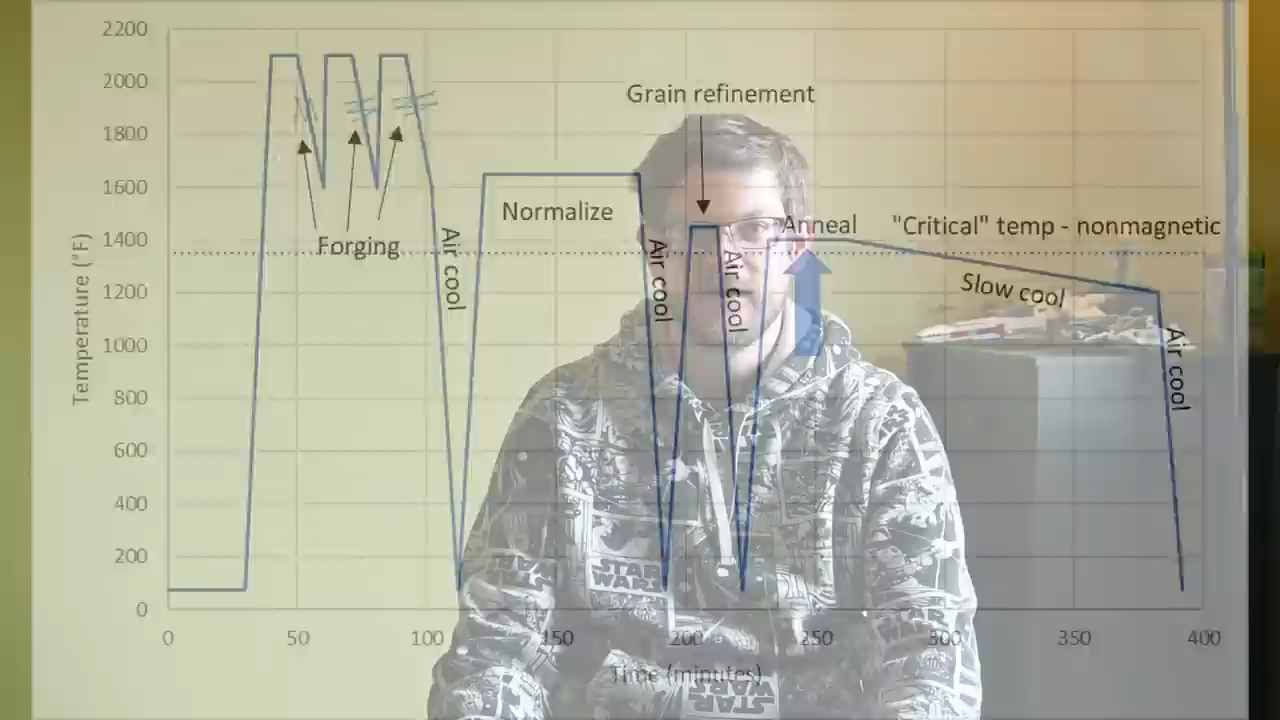 2200
2000
1800
1600
1400
1200
1000
800
600
400
200
0
Temperature (°F)
Grain refinement
Normalize
Anneal
"Critical" temp - nonmagnetic
Forging
Air cool
Air cool
Air cool
Slow cool
Air cool
0 50 100 150 200 250 300 350 400
Time (minutes)
STAR
WARS
STAR
WARS